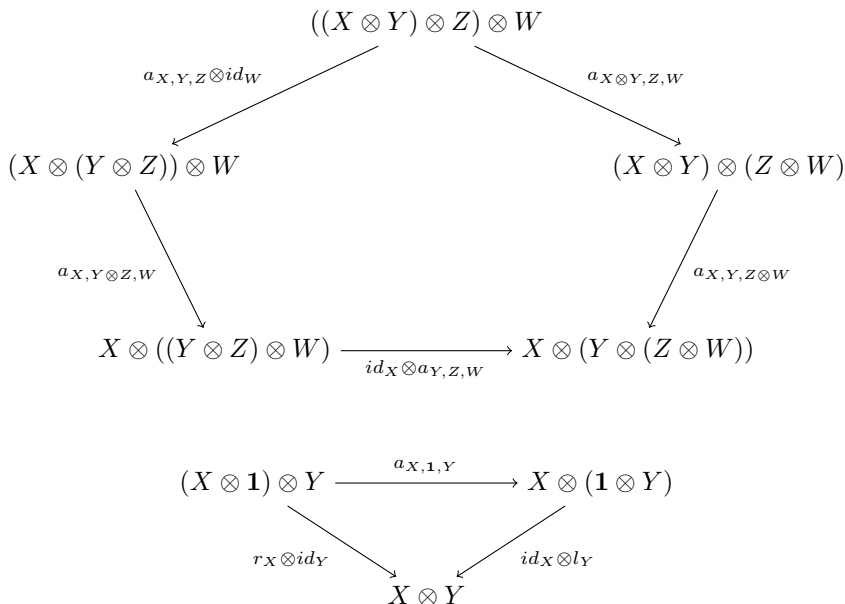 ((X ⊗ Y) ⊗ Z) ⊗ W
a_{X,Y,Z}⊗id_W
a_{X⊗Y,Z,W}
(X ⊗ (Y ⊗ Z)) ⊗ W
(X ⊗ Y) ⊗ (Z ⊗ W)
a_{X,Y⊗Z,W}
a_{X,Y,Z⊗W}
X ⊗ ((Y ⊗ Z) ⊗ W)
X ⊗ (Y ⊗ (Z ⊗ W))
id_X⊗a_{Y,Z,W}
a_{X,1,Y}
(X ⊗ 1) ⊗ Y
X ⊗ (1 ⊗ Y)
r_X⊗id_Y
id_X⊗l_Y
X ⊗ Y